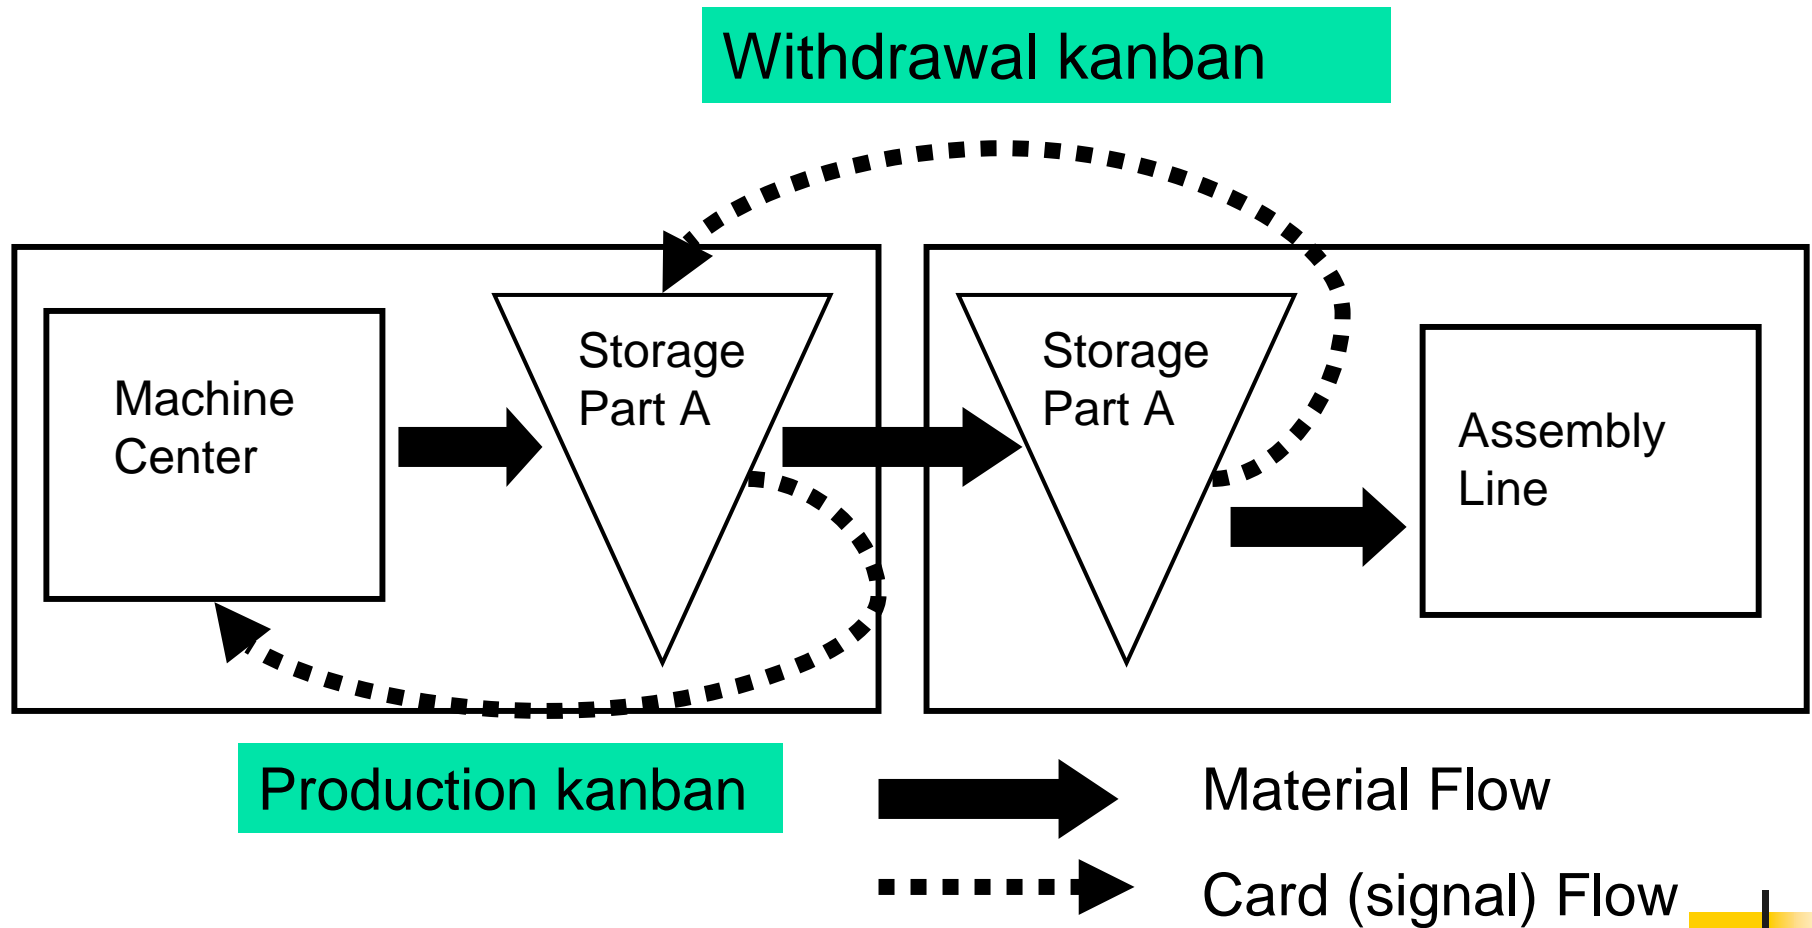 Withdrawal kanban
Machine
Center
Storage
Part A
Storage
Part A
Assembly
Line
Production kanban
Material Flow
Card (signal) Flow